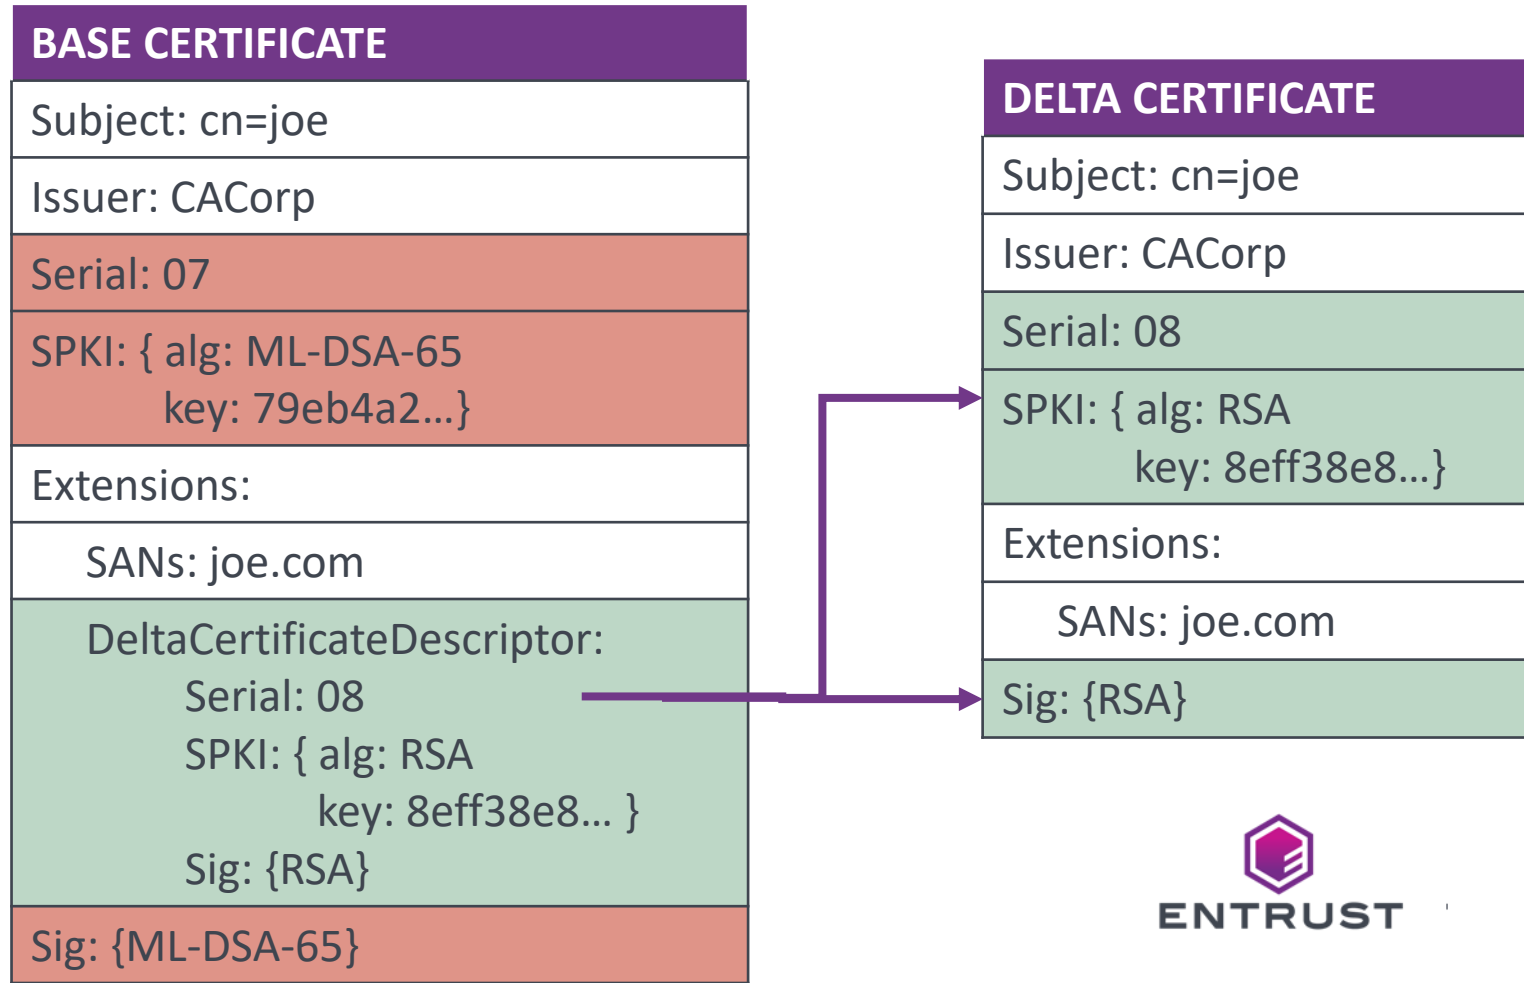 BASE CERTIFICATE
Subject: cn=joe
Issuer: CACorp
Serial: 07
SPKI: { alg: ML-DSA-65
key: 79eb4a2...}
Extensions:
SANs: joe.com
DeltaCertificateDescriptor:
Serial: 08
SPKI: { alg: RSA
key: 8eff38e8... }
Sig: {RSA}
Sig: {ML-DSA-65}
DELTA CERTIFICATE
Subject: cn=joe
Issuer: CACorp
Serial: 08
SPKI: { alg: RSA
key: 8eff38e8...}
Extensions:
SANs: joe.com
Sig: {RSA}
ENTRUST